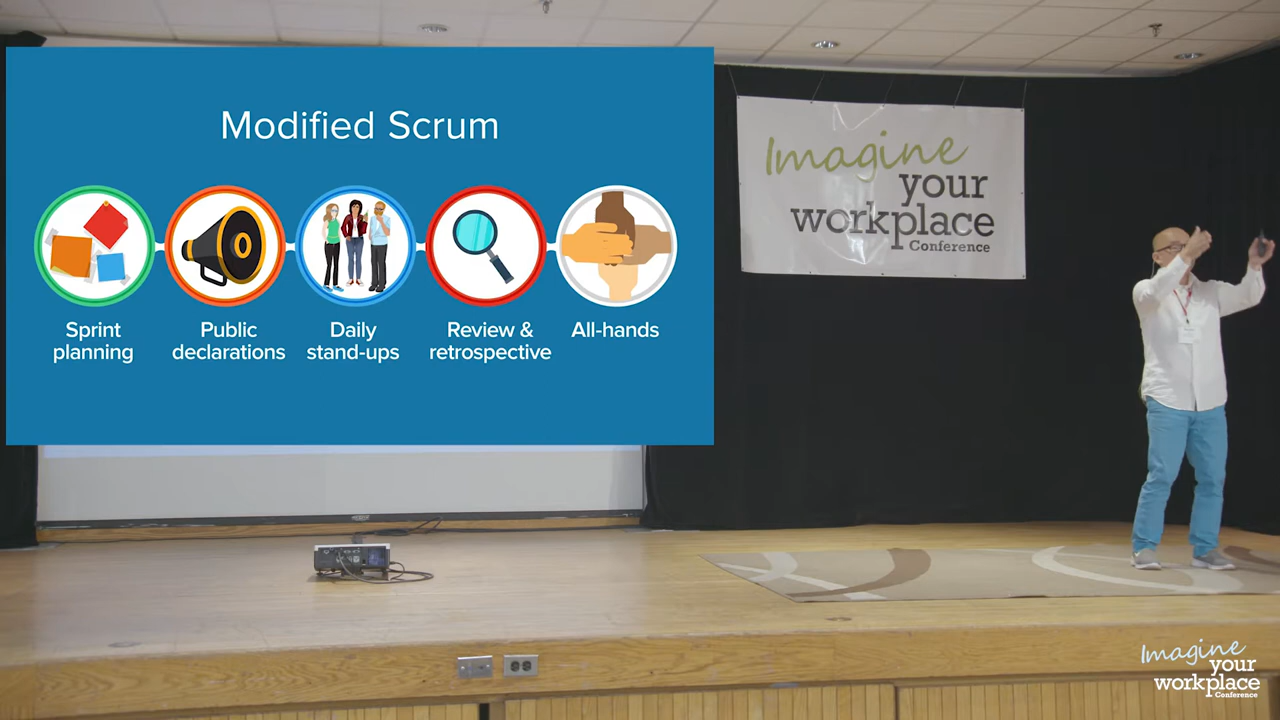 Modified Scrum
Sprint
planning
Public
declarations
Daily
stand-ups
Review &
retrospective
All-hands
Imagine
your
workplace
Conference
Imagine
your
workplace
Conference